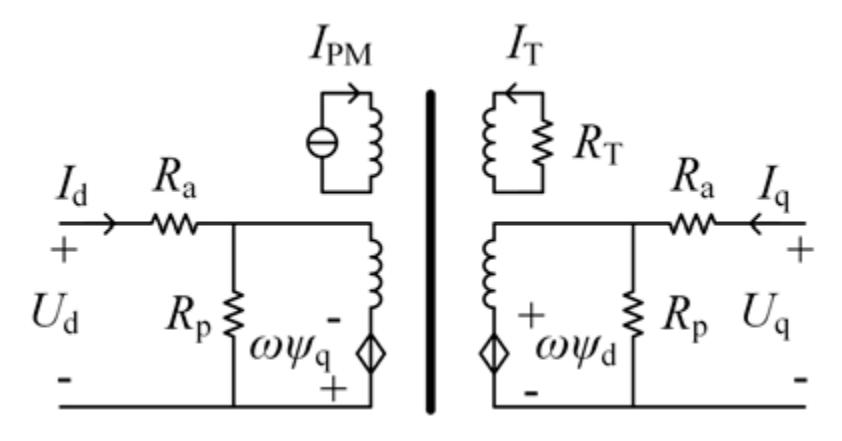 I_PM I_T
R_T
I_d R_a R_a I_q
+ +
U_d R_p - + R_p U_q
ωψ_q ωψ_d
- + - -